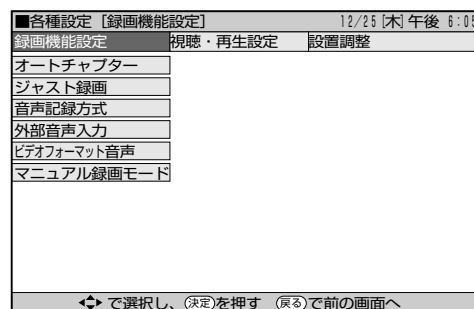 ■各種設定［録画機能設定］ 12/25［木］午後 6:05
録画機能設定 視聴・再生設定 設置調整
オートチャプター
ジャスト録画
音声記録方式
外部音声入力
ビデオフォーマット音声
マニュアル録画モード
で選択し、決定を押す 戻るで前の画面へ